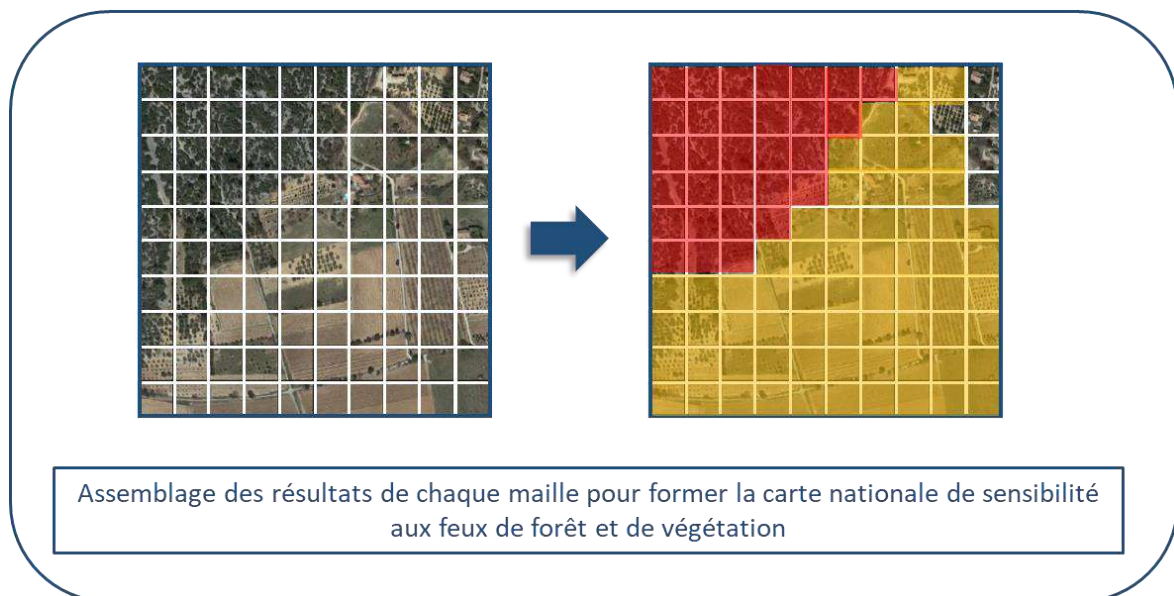 Assemblage des résultats de chaque maille pour former la carte nationale de sensibilité
aux feux de forêt et de végétation